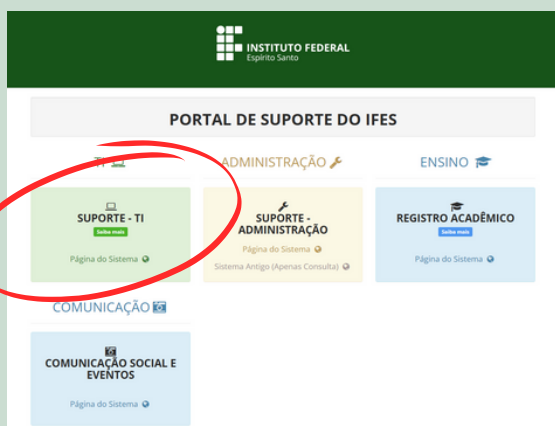 INSTITUTO FEDERAL
Espírito Santo
PORTAL DE SUPORTE DO IFES
TI
ADMINISTRAÇÃO
ENSINO
SUPORTE - TI
Saiba mais
Página do Sistema
SUPORTE -
ADMINISTRAÇÃO
Página do Sistema
Sistema Antigo (Apenas Consulta)
REGISTRO ACADÊMICO
Saiba mais
Página do Sistema
COMUNICAÇÃO
COMUNICAÇÃO SOCIAL E
EVENTOS
Página do Sistema